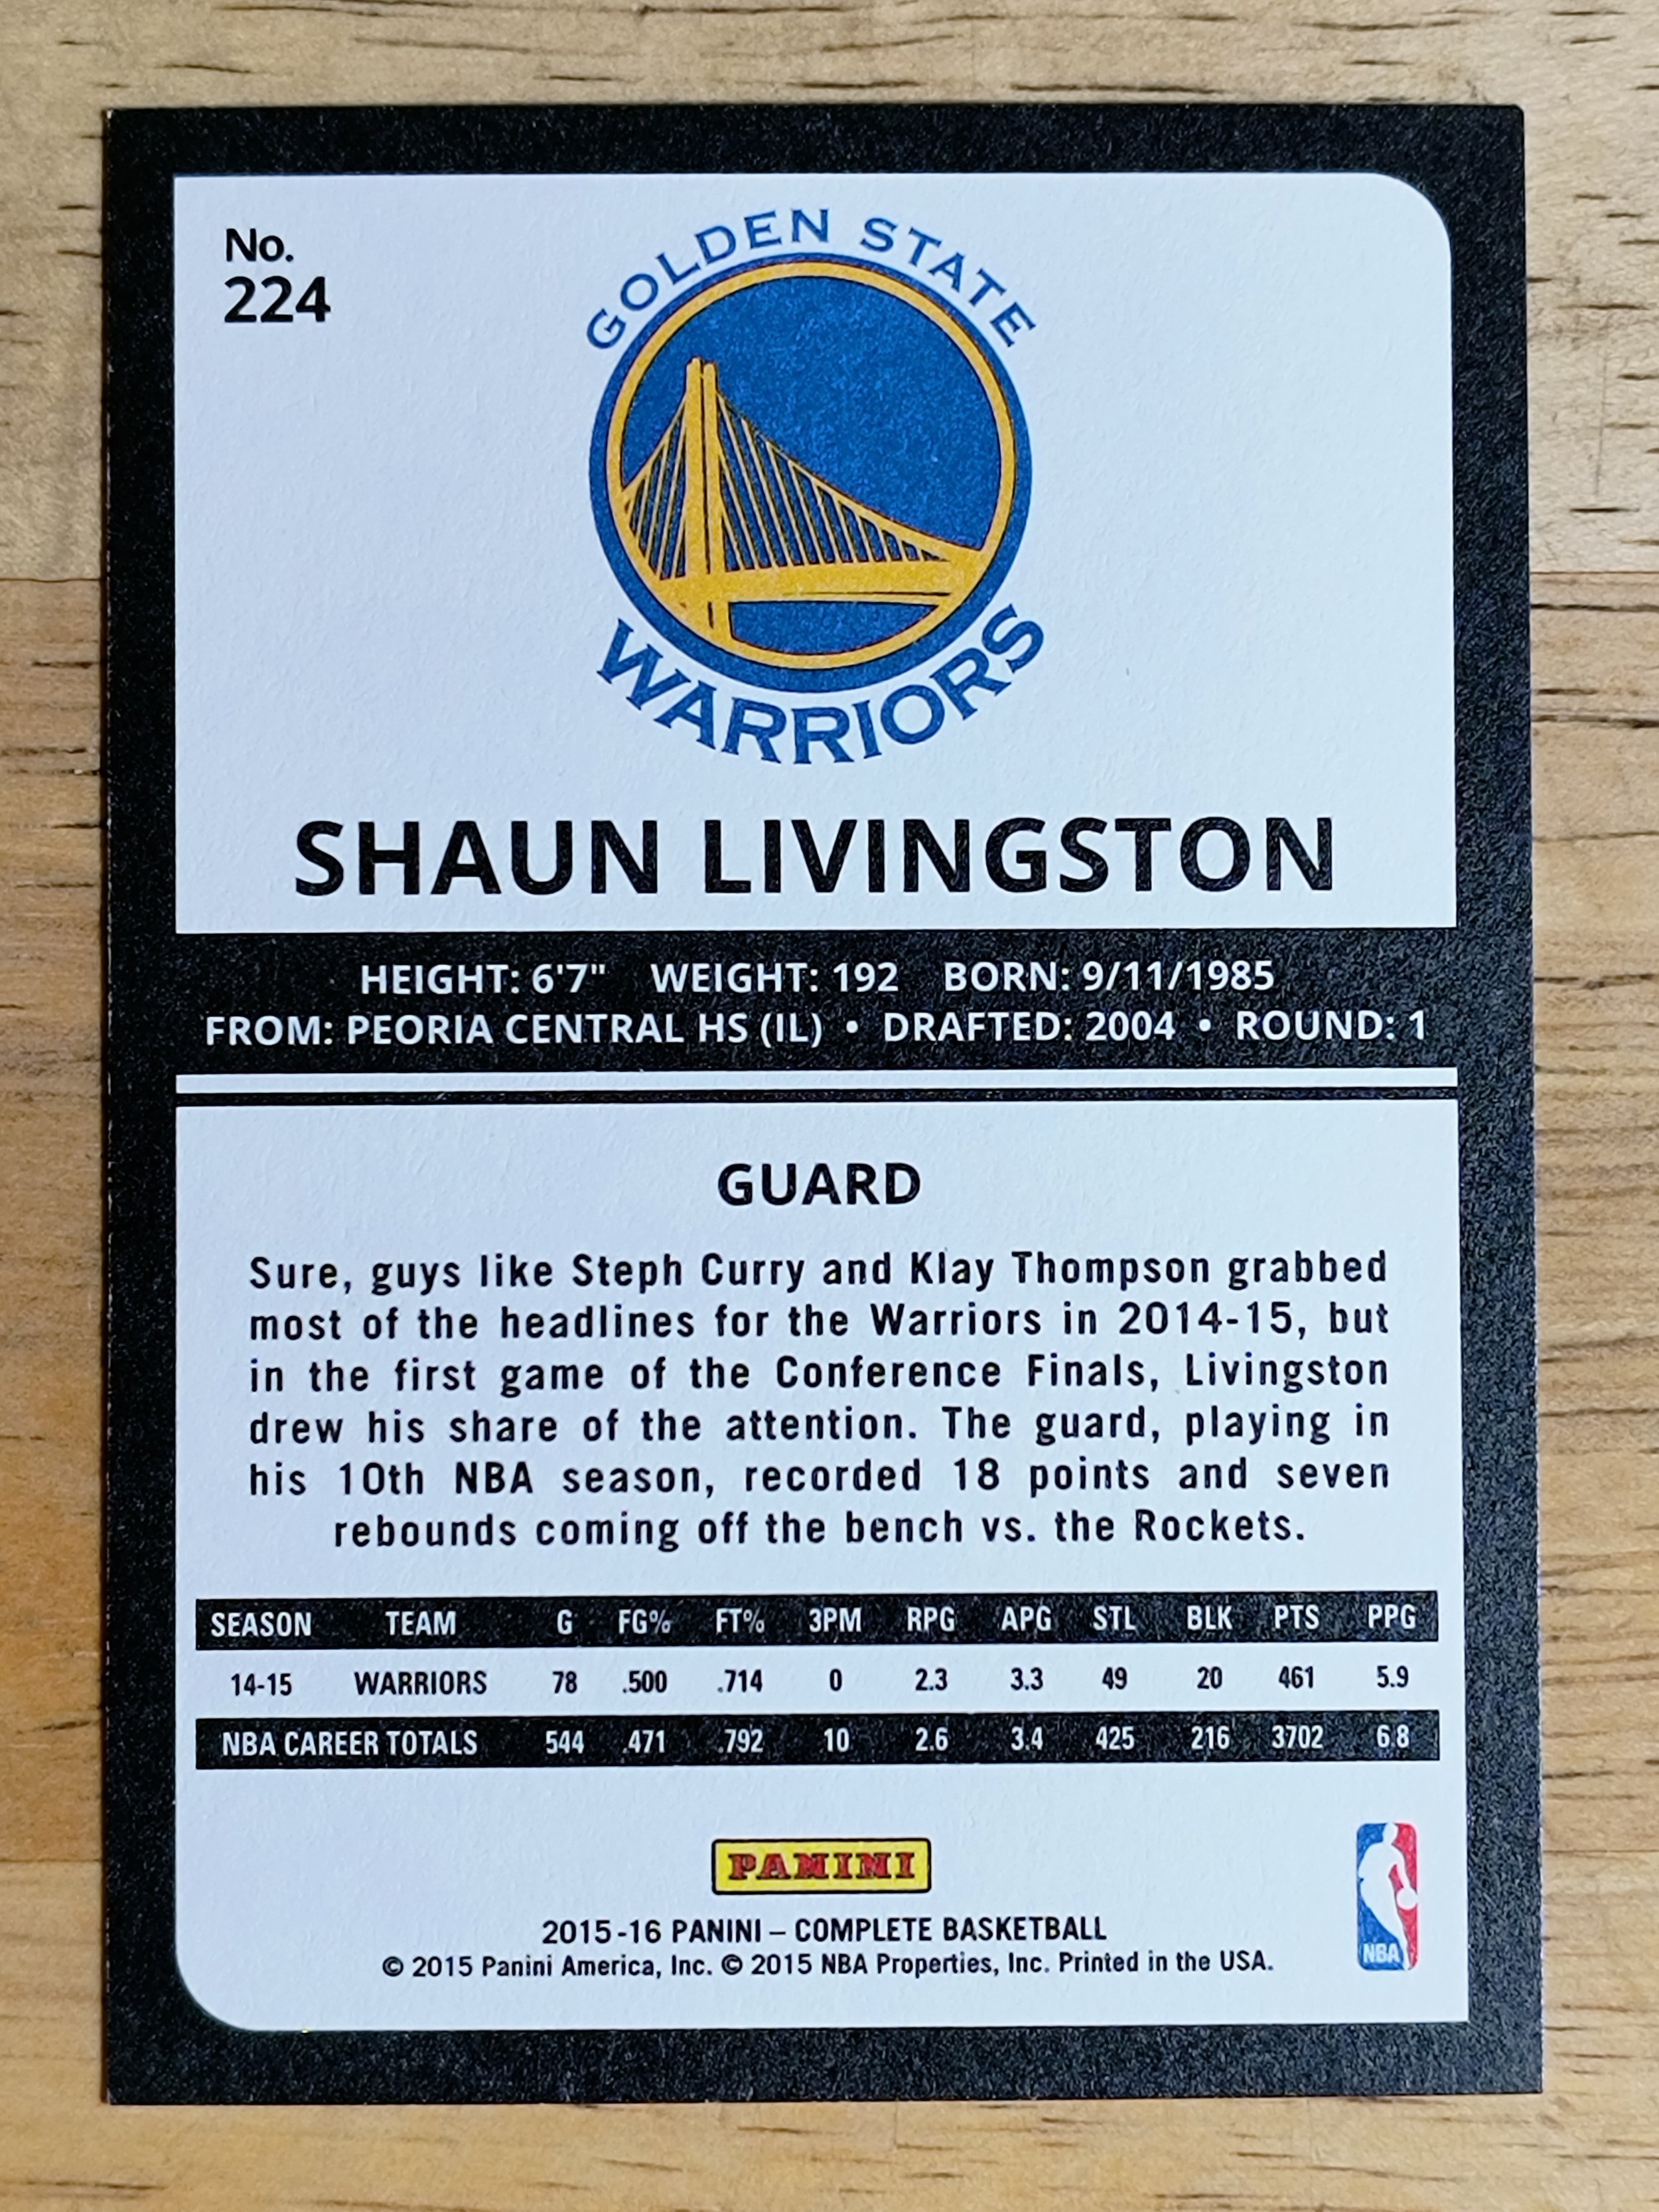 No.
224
GOLDEN STATE
WARRIORS
SHAUN LIVINGSTON
HEIGHT: 6'7" WEIGHT: 192 BORN: 9/11/1985
FROM: PEORIA CENTRAL HS (IL) • DRAFTED: 2004 • ROUND: 1
GUARD
Sure, guys like Steph Curry and Klay Thompson grabbed
most of the headlines for the Warriors in 2014-15, but
in the first game of the Conference Finals, Livingston
drew his share of the attention. The guard, playing in
his 10th NBA season, recorded 18 points and seven
rebounds coming off the bench vs. the Rockets.
SEASON TEAM G FG% FT% 3PM RPG APG STL BLK PTS PPG
14-15 WARRIORS 78 .500 .714 0 2.3 3.3 49 20 461 5.9
NBA CAREER TOTALS 544 .471 .792 10 2.6 3.4 425 216 3702 6.8
PANINI
NBA
2015-16 PANINI – COMPLETE BASKETBALL
© 2015 Panini America, Inc. © 2015 NBA Properties, Inc. Printed in the USA.